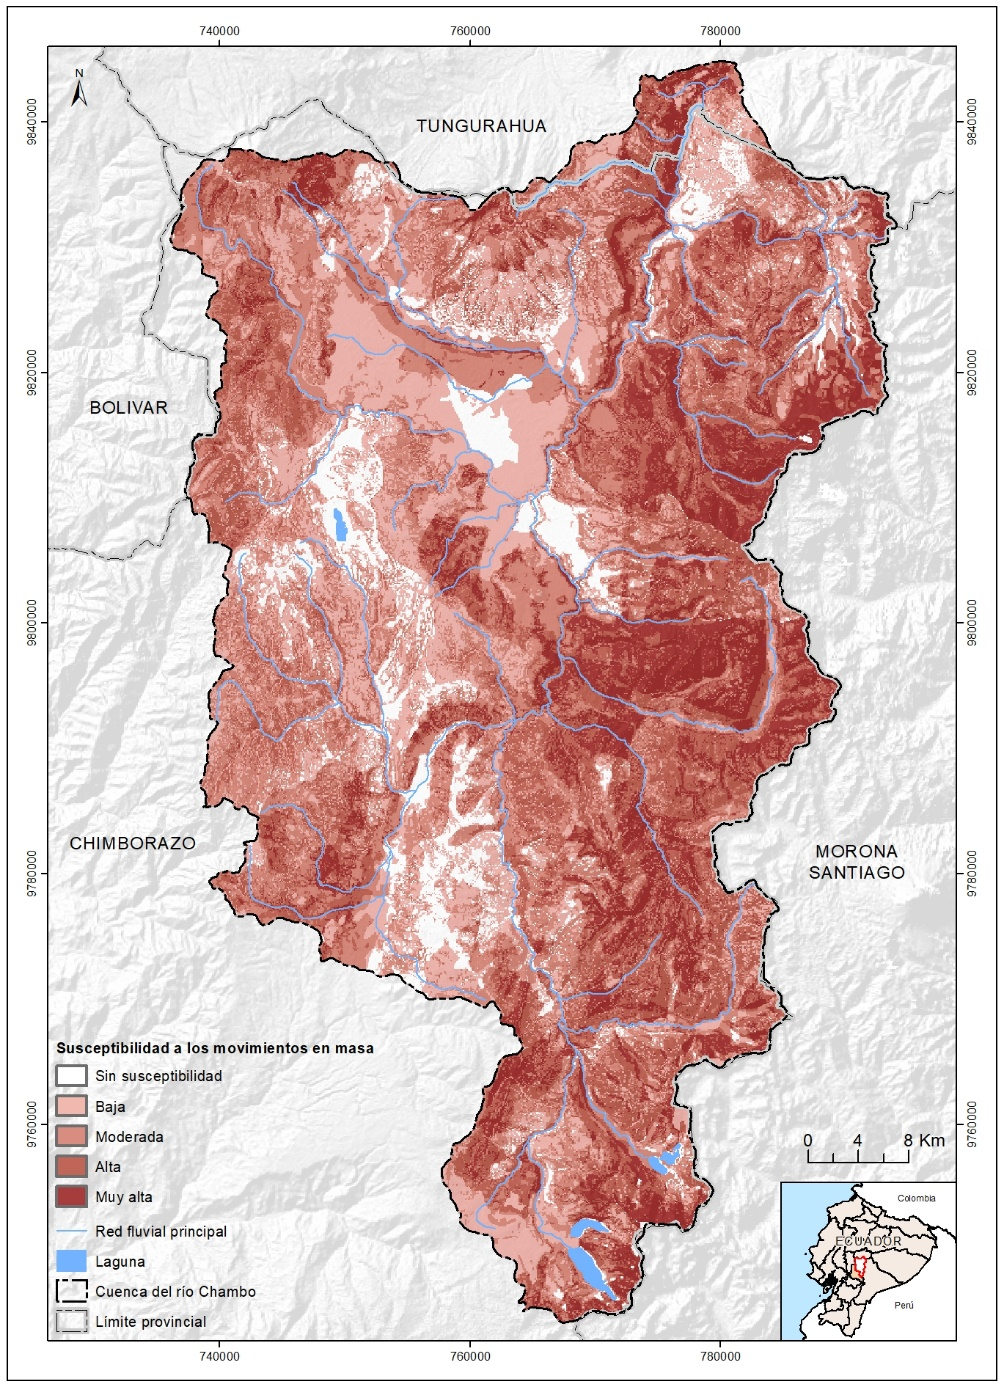 740000
760000
780000
N
9840000
9840000
TUNGURAHUA
9820000
9820000
BOLIVAR
9800000
9800000
CHIMBORAZO
MORONA
SANTIAGO
9780000
9780000
Susceptibilidad a los movimientos en masa
Sin susceptibilidad
Baja
Moderada
Alta
Muy alta
Red fluvial principal
Laguna
Cuenca del río Chambo
Límite provincial
9760000
9760000
0 4 8 Km
Colombia
ECUADOR
Perú
740000
760000
780000